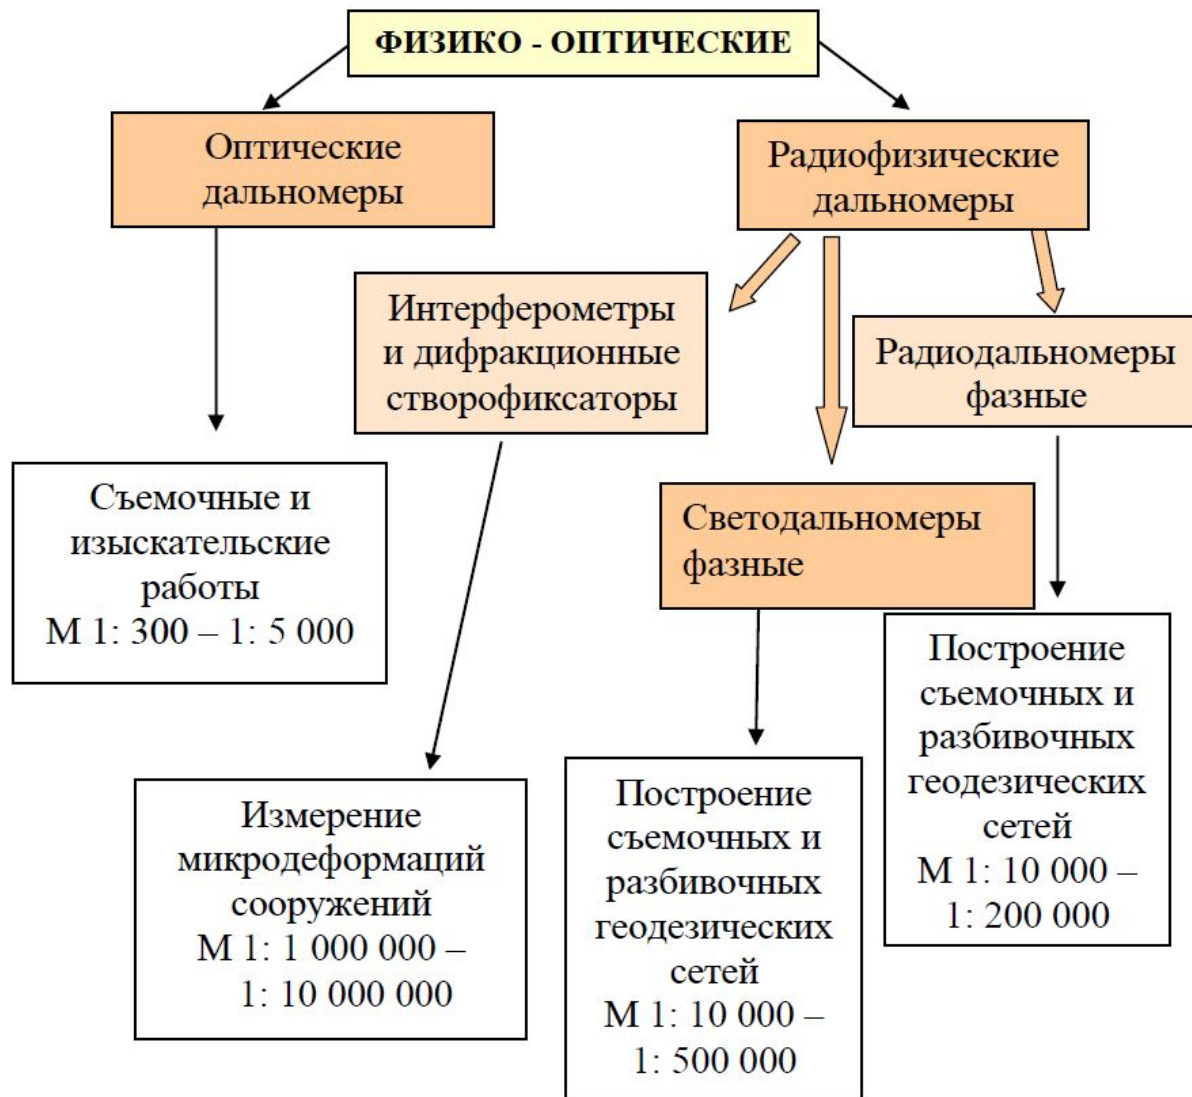 ФИЗИКО - ОПТИЧЕСКИЕ
Оптические
дальномеры
Радиофизические
дальномеры
Интерферометры
и дифракционные
створофиксаторы
Радиодальномеры
фазные
Съемочные и
изыскательские
работы
М 1: 300 – 1: 5 000
Светодальномеры
фазные
Измерение
микродеформаций
сооружений
М 1: 1 000 000 –
1: 10 000 000
Построение
съемочных и
разбивочных
геодезических
сетей
М 1: 10 000 –
1: 500 000
Построение
съемочных и
разбивочных
геодезических
сетей
М 1: 10 000 –
1: 200 000